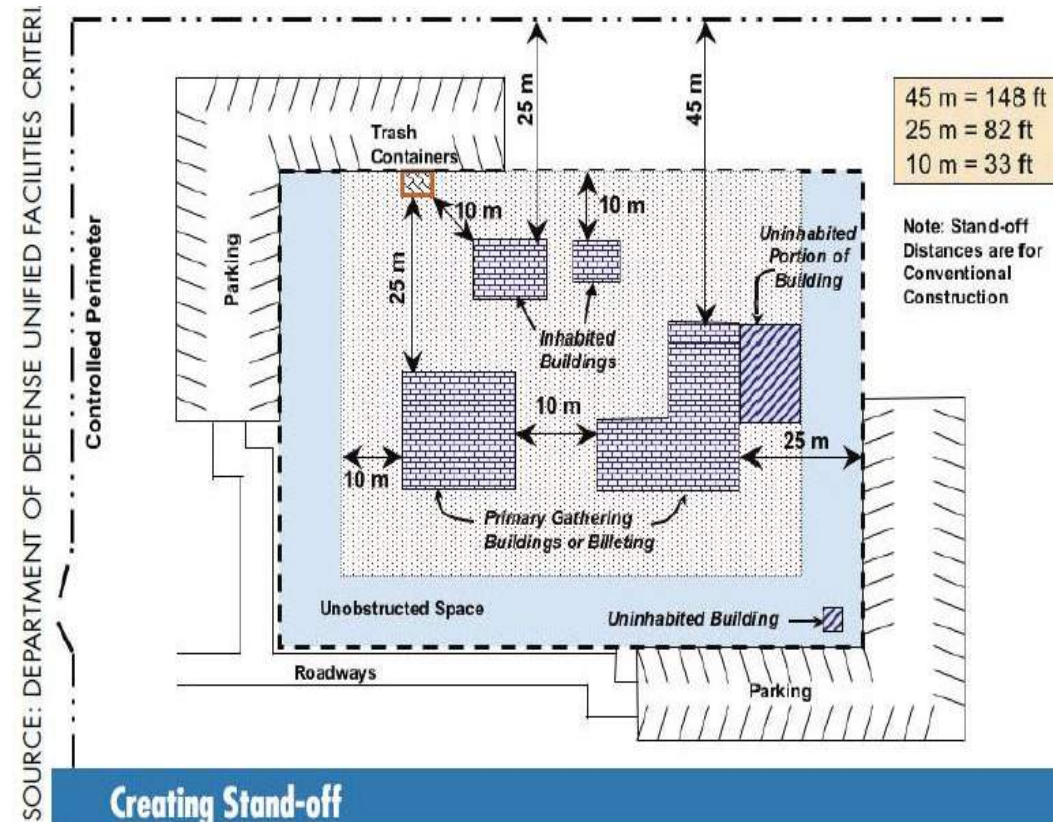 SOURCE: DEPARTMENT OF DEFENSE UNIFIED FACILITIES CRITERI
Controlled Perimeter
25 m
45 m
45 m = 148 ft
25 m = 82 ft
10 m = 33 ft
Note: Stand-off
Distances are for
Conventional
Construction
Trash
Containers
Parking
10 m
10 m
25 m
Uninhabited
Portion of
Building
Inhabited
Buildings
10 m
10 m
25 m
Primary Gathering
Buildings or Billeting
Unobstructed Space
Uninhabited Building
Roadways
Parking
Creating Stand-off